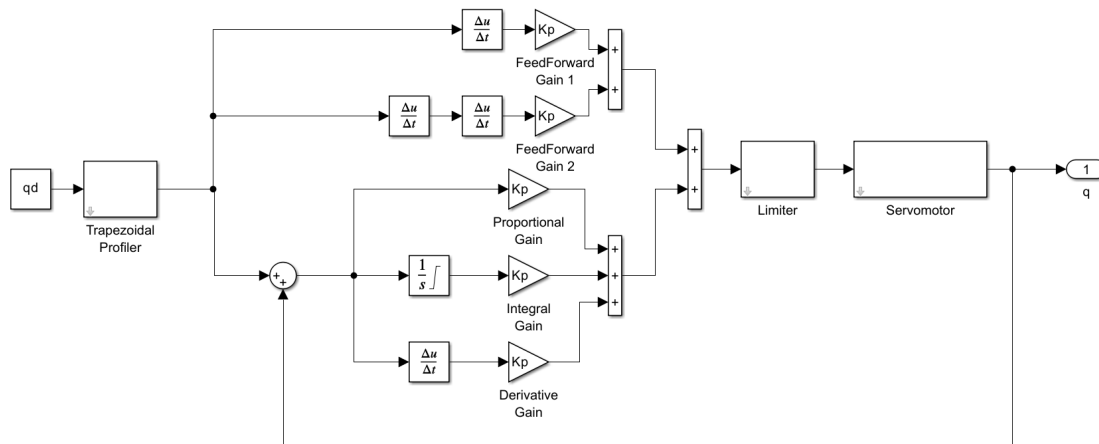 Δu
Δt
Kp
FeedForward
Gain 1
Δu
Δt
Δu
Δt
Kp
FeedForward
Gain 2
+
+
qd
Trapezoidal
Profiler
Kp
Proportional
Gain
+
+
1
s
Kp
Integral
Gain
Δu
Δt
Kp
Derivative
Gain
+
+
+
+
+
Limiter
Servomotor
1
q